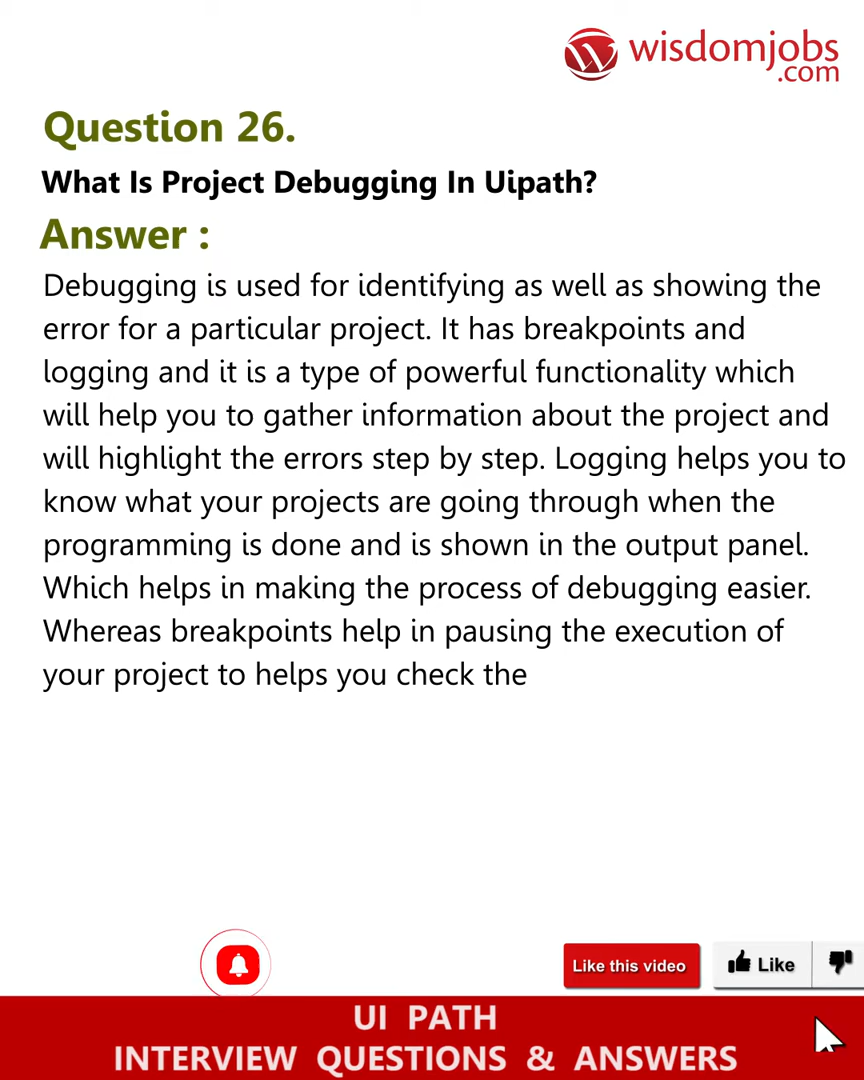 wisdomjobs
.com
Question 26.
What Is Project Debugging In Uipath?
Answer :
Debugging is used for identifying as well as showing the
error for a particular project. It has breakpoints and
logging and it is a type of powerful functionality which
will help you to gather information about the project and
will highlight the errors step by step. Logging helps you to
know what your projects are going through when the
programming is done and is shown in the output panel.
Which helps in making the process of debugging easier.
Whereas breakpoints help in pausing the execution of
your project to helps you check the
Like this video
Like
UI PATH
INTERVIEW QUESTIONS & ANSWERS